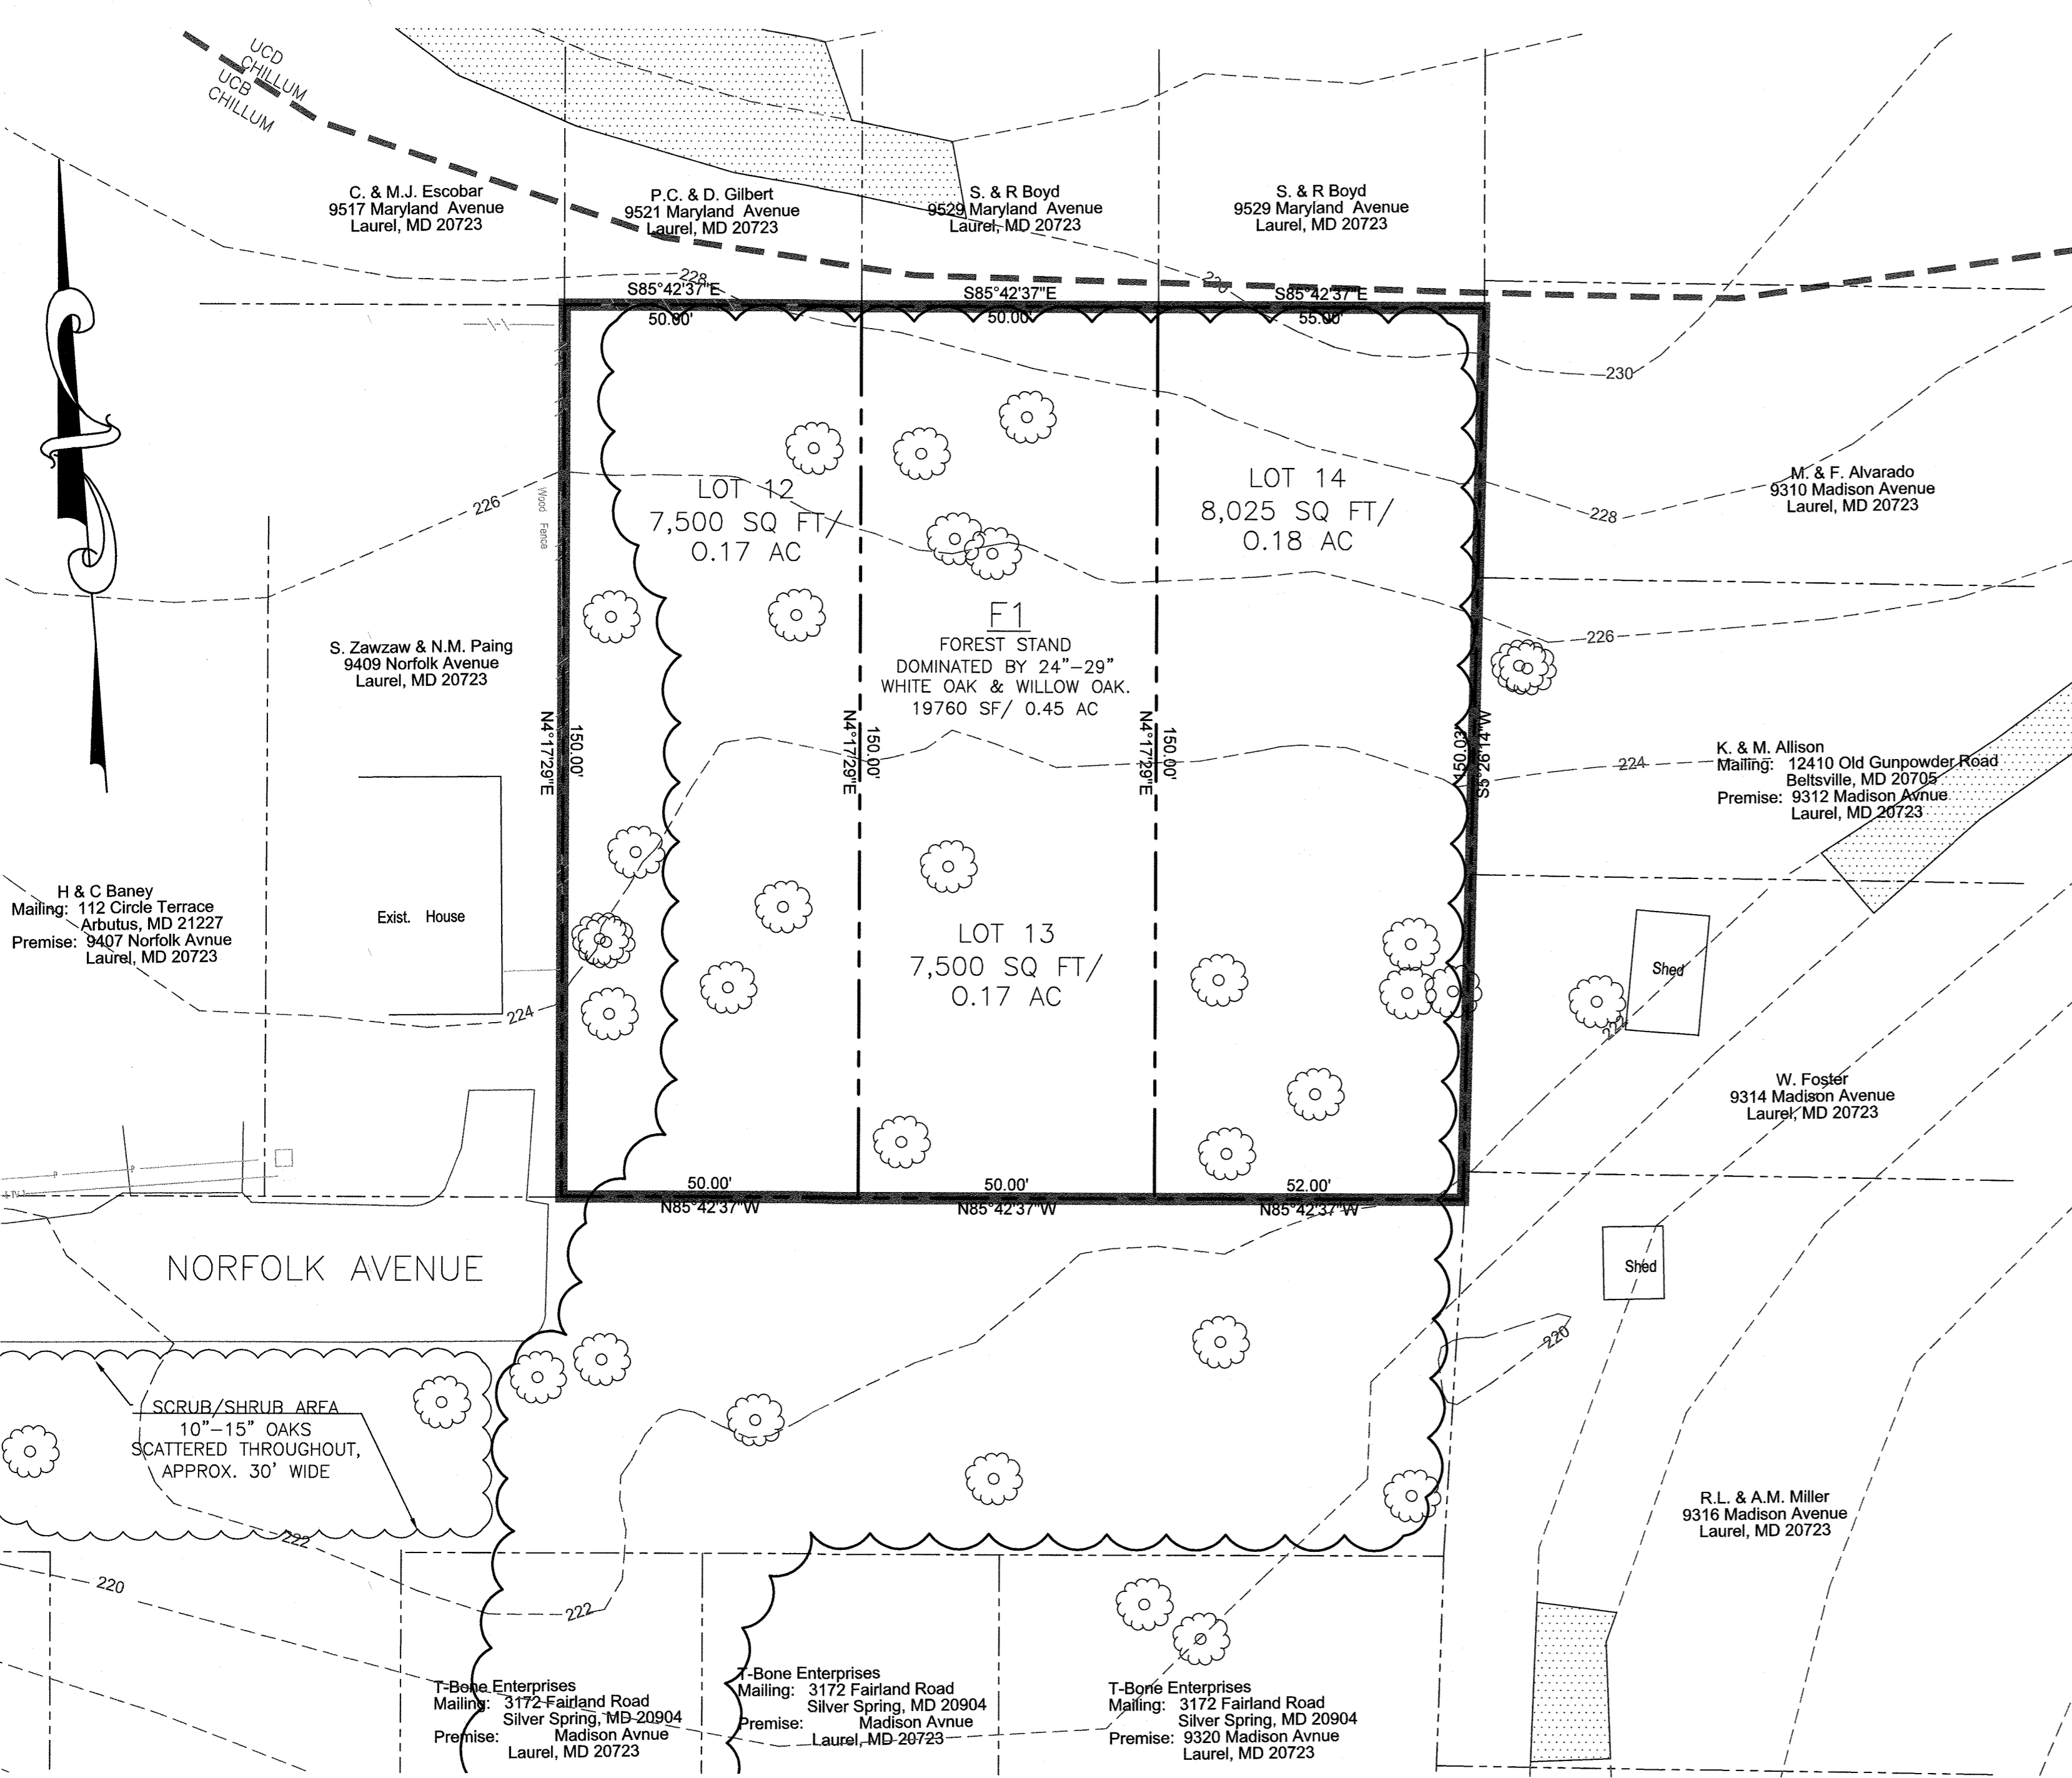 UCD
CHILLUM
UCB
CHILLUM
C. & M.J. Escobar
9517 Maryland Avenue
Laurel, MD 20723
P.C. & D. Gilbert
9521 Maryland Avenue
Laurel, MD 20723
S. & R Boyd
9529 Maryland Avenue
Laurel, MD 20723
S. & R Boyd
9529 Maryland Avenue
Laurel, MD 20723
228
230
S85°42'37"E
50.00'
S85°42'37"E
50.00'
S85°42'37"E
55.00'
230
M. & F. Alvarado
9310 Madison Avenue
Laurel, MD 20723
228
226
Wood Fence
LOT 12
7,500 SQ FT/
0.17 AC
LOT 14
8,025 SQ FT/
0.18 AC
F1
FOREST STAND
DOMINATED BY 24"-29"
WHITE OAK & WILLOW OAK.
19760 SF/ 0.45 AC
226
S. Zawzaw & N.M. Paing
9409 Norfolk Avenue
Laurel, MD 20723
N4°17'29"E
150.00'
N4°17'29"E
150.00'
N4°17'29"E
150.00'
150.03'
S5°26'14"W
224
K. & M. Allison
Mailing: 12410 Old Gunpowder Road
Beltsville, MD 20705
Premise: 9312 Madison Avnue
Laurel, MD 20723
H & C Baney
Mailing: 112 Circle Terrace
Arbutus, MD 21227
Premise: 9407 Norfolk Avnue
Laurel, MD 20723
Exist. House
224
LOT 13
7,500 SQ FT/
0.17 AC
Shed
222
W. Foster
9314 Madison Avenue
Laurel, MD 20723
P
P
50.00'
N85°42'37"W
50.00'
N85°42'37"W
52.00'
N85°42'37"W
NORFOLK AVENUE
Shed
220
SCRUB/SHRUB AREA
10"-15" OAKS
SCATTERED THROUGHOUT,
APPROX. 30' WIDE
222
220
222
R.L. & A.M. Miller
9316 Madison Avenue
Laurel, MD 20723
T-Bone Enterprises
Mailing: 3172 Fairland Road
Silver Spring, MD 20904
Premise: Madison Avnue
Laurel, MD 20723
T-Bone Enterprises
Mailing: 3172 Fairland Road
Silver Spring, MD 20904
Premise: Madison Avnue
Laurel, MD 20723
T-Bone Enterprises
Mailing: 3172 Fairland Road
Silver Spring, MD 20904
Premise: 9320 Madison Avnue
Laurel, MD 20723